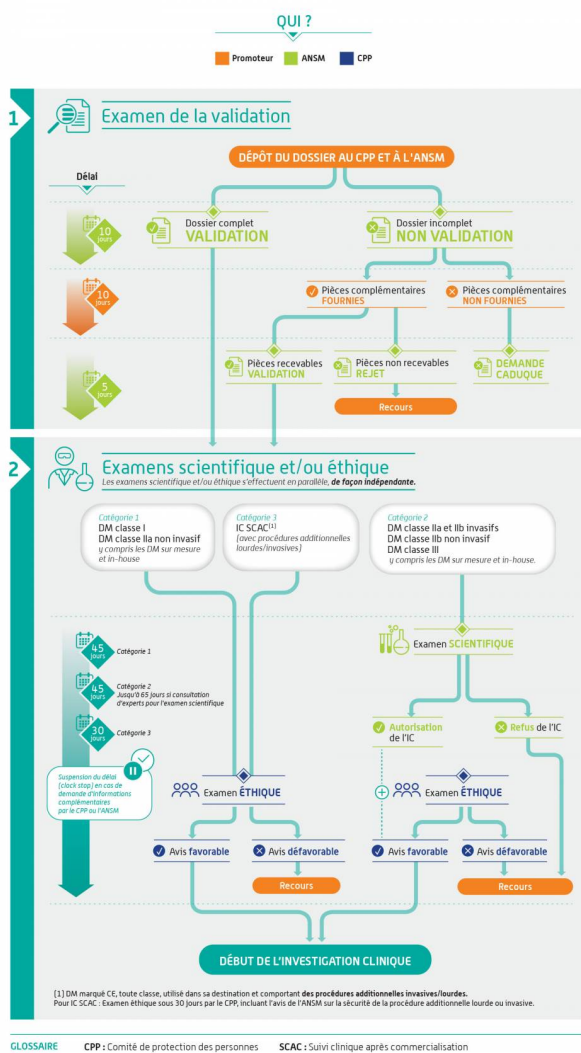 QUI ?
Promoteur ANSM CPP
1 Examen de la validation
DÉPÔT DU DOSSIER AU CPP ET À L'ANSM
Délai
10 jours
Dossier complet
VALIDATION
Dossier incomplet
NON VALIDATION
10 jours
Pièces complémentaires
FOURNIES
Pièces complémentaires
NON FOURNIES
5 jours
Pièces recevables
VALIDATION
Pièces non recevables
REJET
DEMANDE
CADUQUE
Recours
2 Examens scientifique et/ou éthique
Les examens scientifique et/ou éthique s'effectuent en parallèle, de façon indépendante.
Catégorie 1
DM classe I
DM classe IIa non invasif
y compris les DM sur mesure
et in-house
Catégorie 3
IC SCAC[1]
(avec procédures additionnelles
lourdes/invasives)
Catégorie 2
DM classe IIa et IIb invasifs
DM classe IIb non invasif
DM classe III
y compris les DM sur mesure et in-house.
Examen SCIENTIFIQUE
45 jours
Catégorie 1
45 jours
Catégorie 2
Jusqu'à 65 jours si consultation
d'experts pour l'examen scientifique
30 jours
Catégorie 3
Autorisation
de l'IC
Refus de l'IC
Suspension du délai
(clock stop) en cas de
demande d'informations
complémentaires
par le CPP ou l'ANSM
Examen ÉTHIQUE
Examen ÉTHIQUE
Avis favorable
Avis défavorable
Avis favorable
Avis défavorable
Recours
Recours
DÉBUT DE L'INVESTIGATION CLINIQUE
[1] DM marqué CE, toute classe, utilisé dans sa destination et comportant des procédures additionnelles invasives/lourdes.
Pour IC SCAC : Examen éthique sous 30 jours par le CPP, incluant l'avis de l'ANSM sur la sécurité de la procédure additionnelle lourde ou invasive.
GLOSSAIRE CPP : Comité de protection des personnes SCAC : Suivi clinique après commercialisation